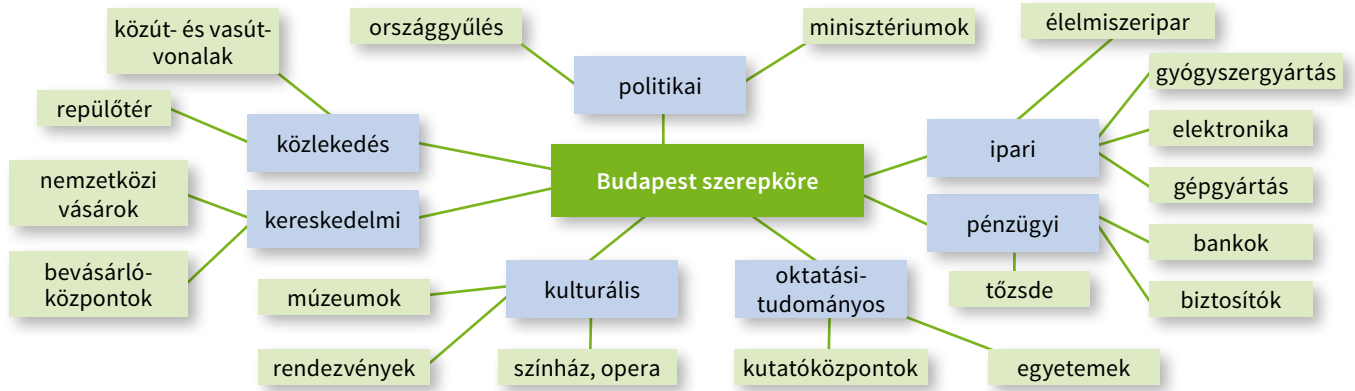 közút- és vasút-
vonalak
országgyűlés
minisztériumok
élelmiszeripar
gyógyszergyártás
repülőtér
politikai
elektronika
közlekedés
ipari
Budapest szerepköre
nemzetközi
vásárok
gépgyártás
kereskedelmi
pénzügyi
bankok
bevásárló-
központok
kulturális
oktatási-
tudományos
tőzsde
biztosítók
múzeumok
rendezvények
színház, opera
kutatóközpontok
egyetemek